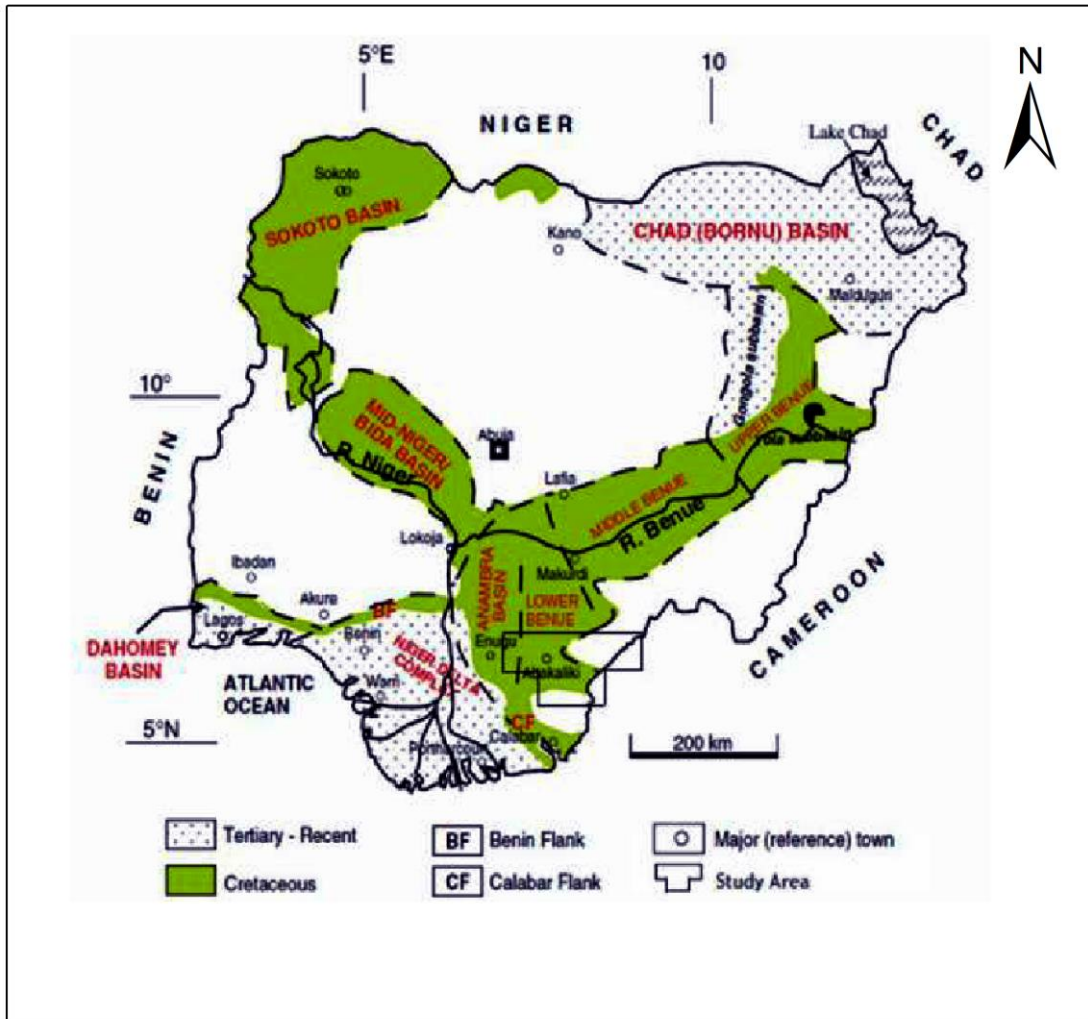 5°E
10
N
NIGER
CHAD
Lake Chad
Sokoto
SOKOTO BASIN
Kano
CHAD (BORNU) BASIN
Maiduguri
Gongola subbasin
10°
BENIN
MID-NIGER/
BIDA BASIN
R. Niger
Abuja
UPPER BENUE
subbasin
Lafia
MIDDLE BENUE
R. Benue
Lokoja
Makurdi
ANAMBRA
BASIN
LOWER
BENUE
CAMEROON
Ibadan
Akure
BF
Lagos
Benin
Enugu
Abakaliki
DAHOMEY
BASIN
NIGER DELTA
COMPLEX
ATLANTIC
OCEAN
Warri
CF
Calabar
5°N
200 km
Tertiary - Recent
BF Benin Flank
Major (reference) town
Cretaceous
CF Calabar Flank
Study Area